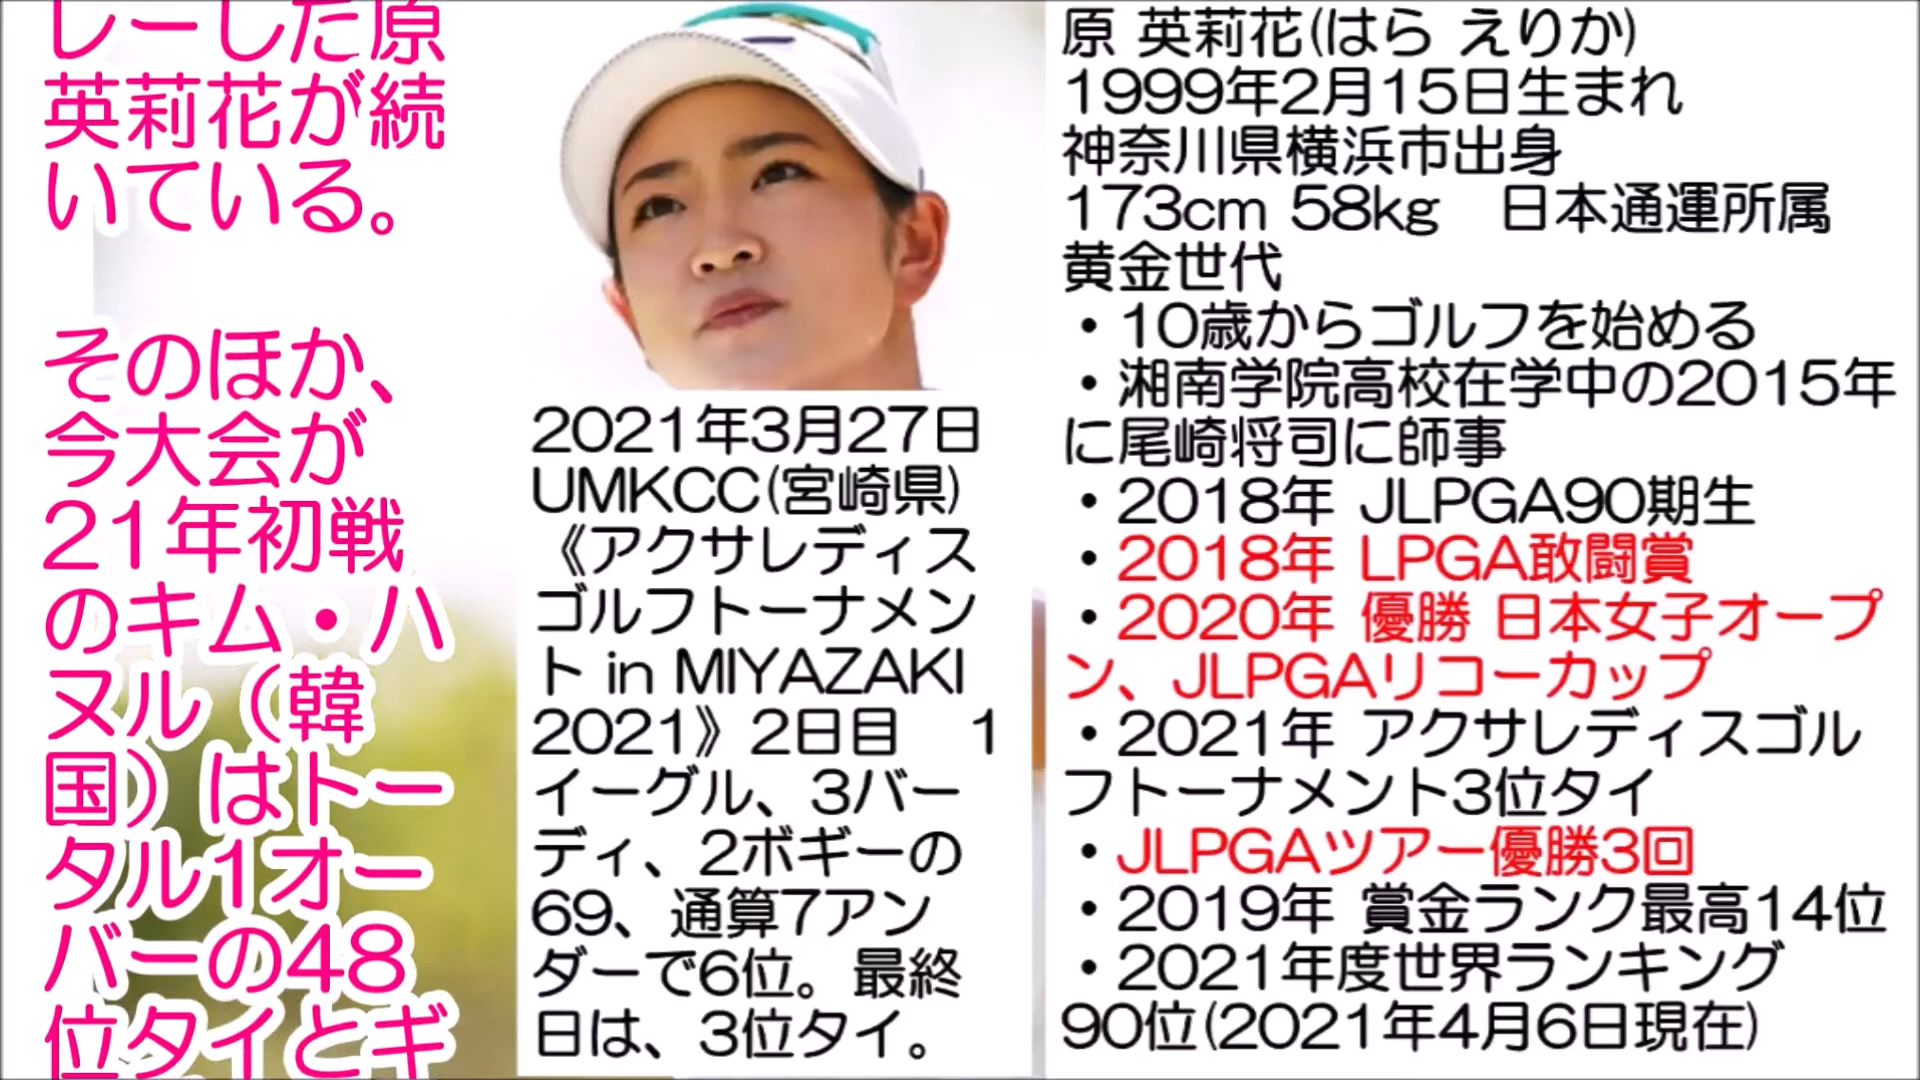 レーした原
英莉花が続
いている。
そのほか、
今大会が
21年初戦
のキム・ハ
ヌル（韓
国）はトー
タル1オー
バーの48
位タイとギ
2021年3月27日
UMKCC(宮崎県)
《アクサレディス
ゴルフトーナメン
ト in MIYAZAKI
2021》2日目　1
イーグル、3バー
ディ、2ボギーの
69、通算7アン
ダーで6位。最終
日は、3位タイ。
原 英莉花(はら えりか)
1999年2月15日生まれ
神奈川県横浜市出身
173cm 58kg　日本通運所属
黄金世代
・10歳からゴルフを始める
・湘南学院高校在学中の2015年
に尾崎将司に師事
・2018年 JLPGA90期生
・2018年 LPGA敢闘賞
・2020年 優勝 日本女子オープ
ン、JLPGAリコーカップ
・2021年 アクサレディスゴル
フトーナメント3位タイ
・JLPGAツアー優勝3回
・2019年 賞金ランク最高14位
・2021年度世界ランキング
90位(2021年4月6日現在)